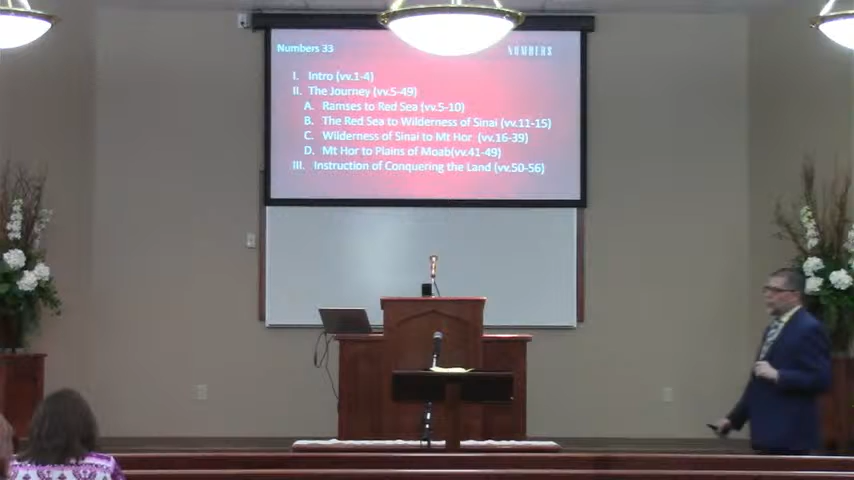 Numbers 33
NUMBERS
I. Intro (vv.1-4)
II. The Journey (vv.5-49)
A. Ramses to Red Sea (vv.5-10)
B. The Red Sea to Wilderness of Sinai (vv.11-15)
C. Wilderness of Sinai to Mt Hor (vv.16-39)
D. Mt Hor to Plains of Moab(vv.41-49)
III. Instruction of Conquering the Land (vv.50-56)